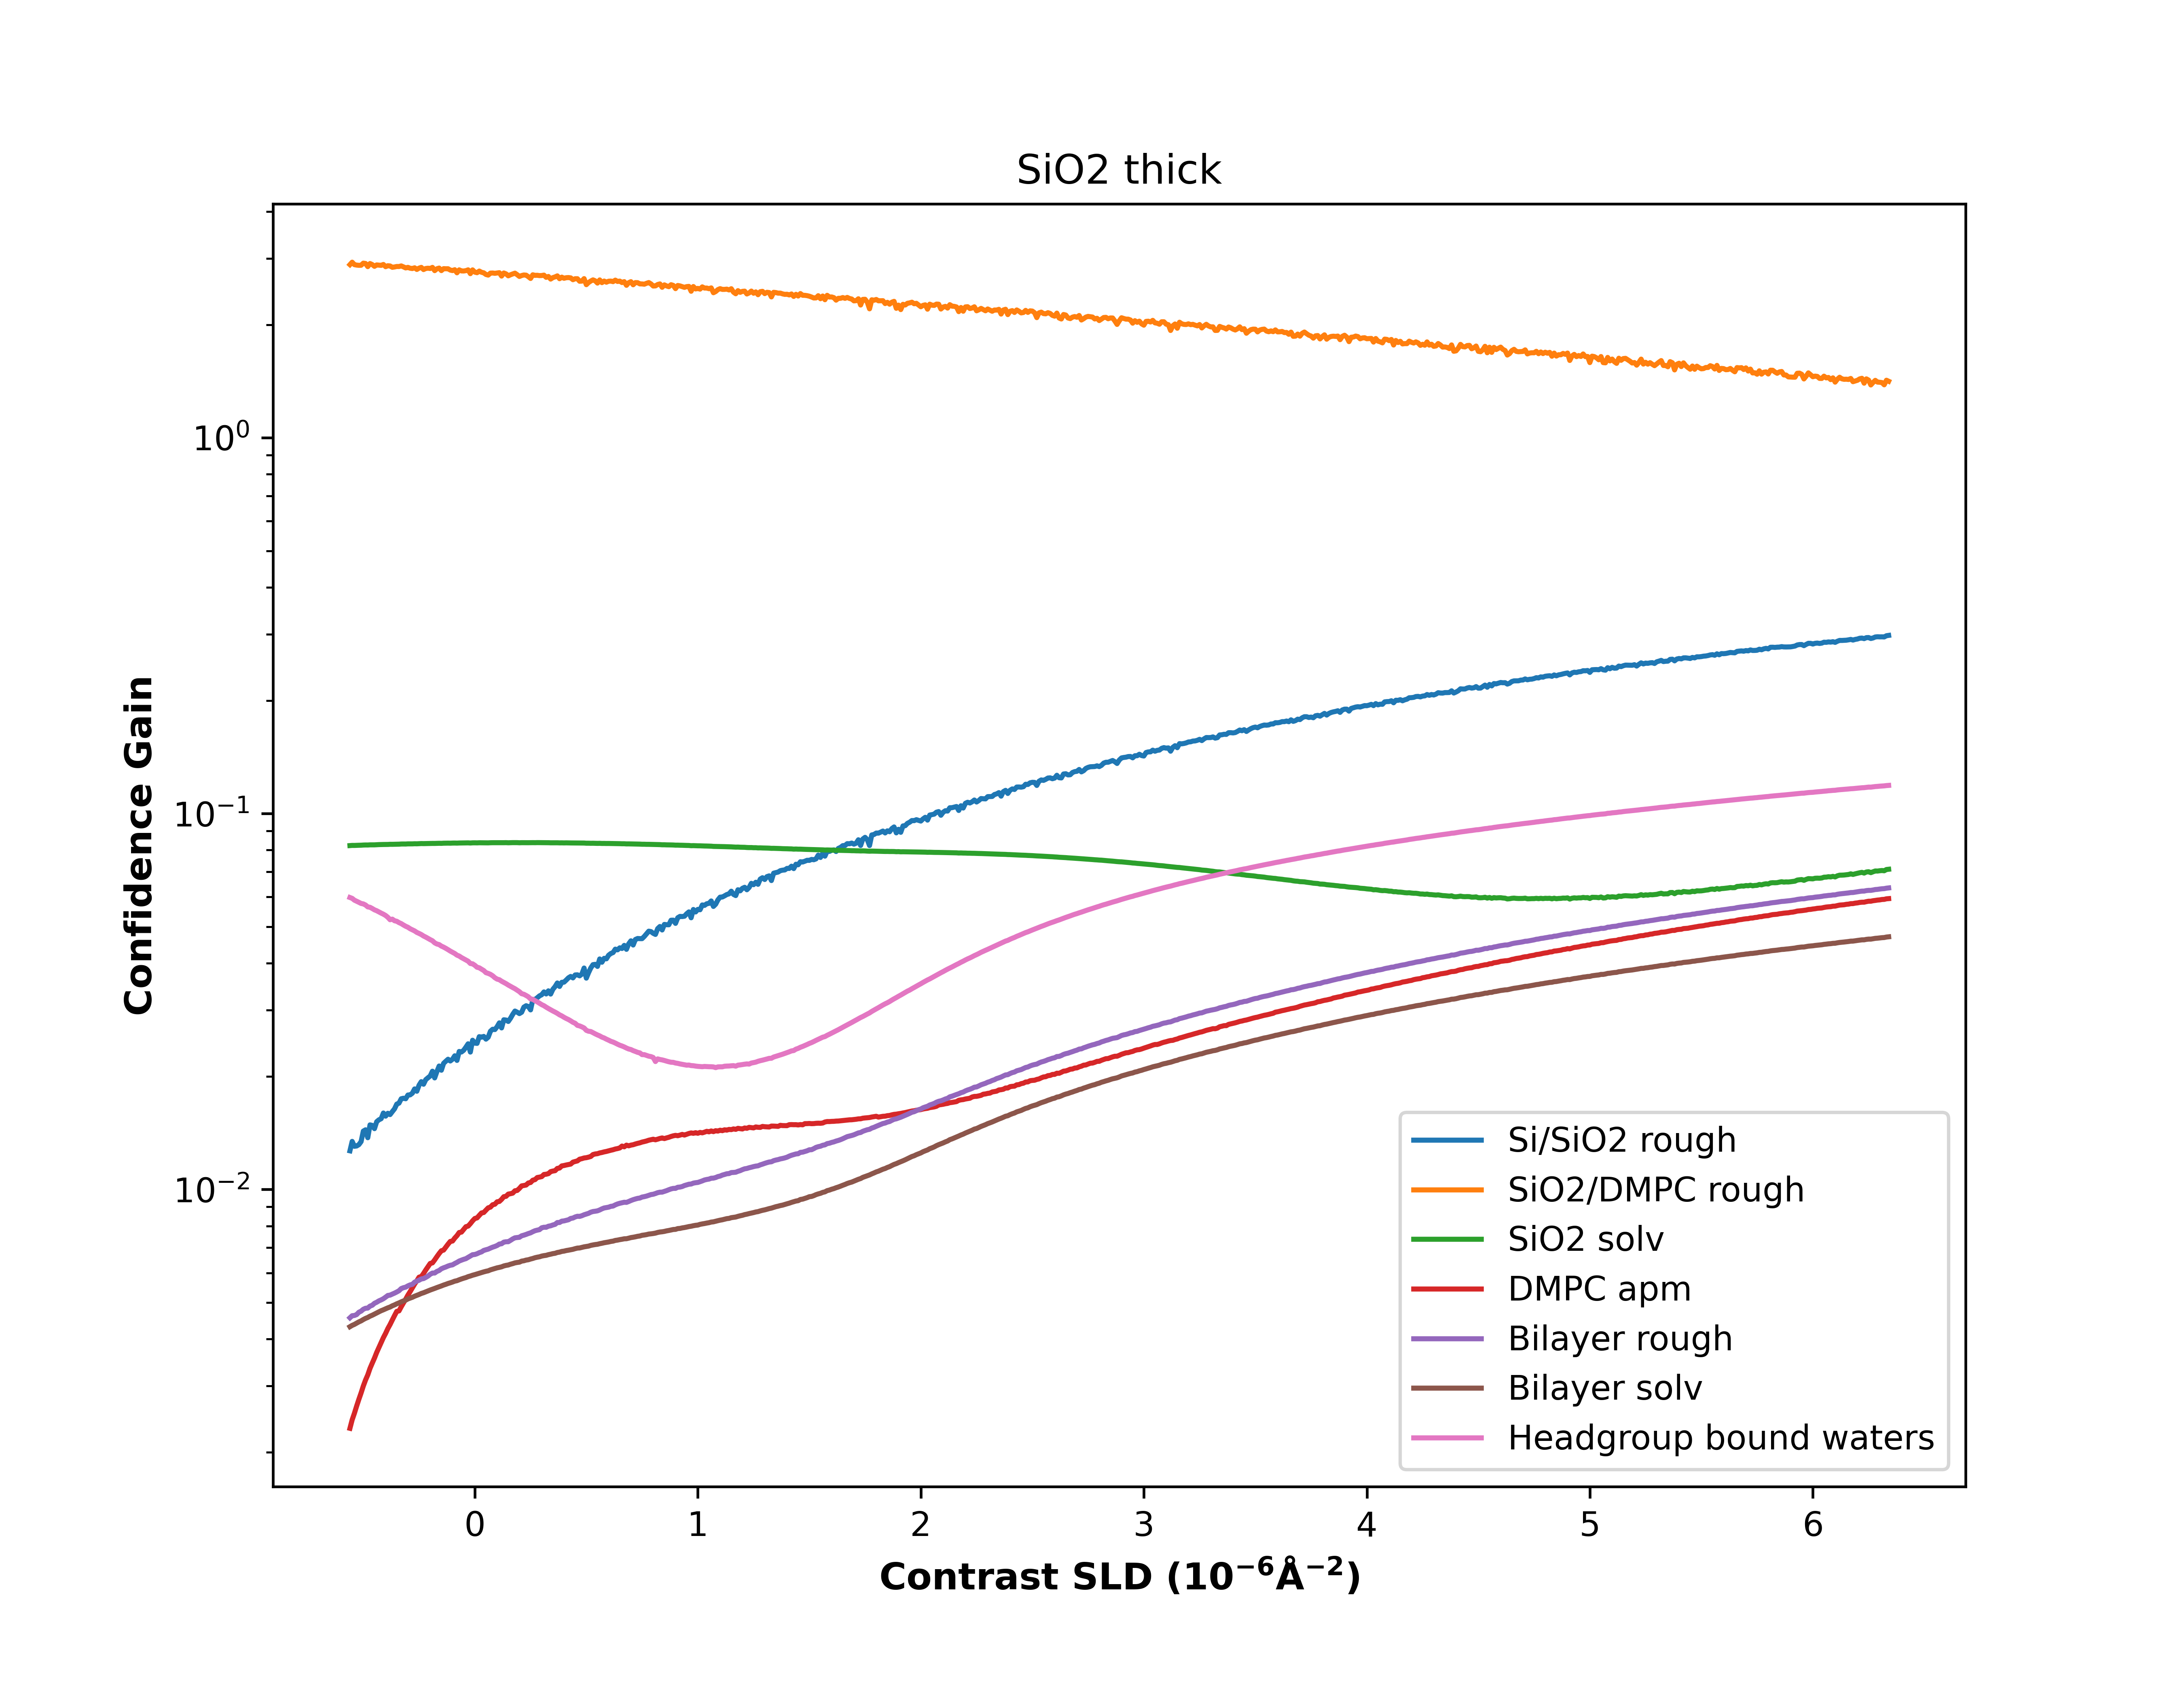 SiO2 thick
10⁰
10⁻¹
10⁻²
Confidence Gain
0 1 2 3 4 5 6
Contrast SLD (10⁻⁶Å⁻²)
Si/SiO2 rough
SiO2/DMPC rough
SiO2 solv
DMPC apm
Bilayer rough
Bilayer solv
Headgroup bound waters